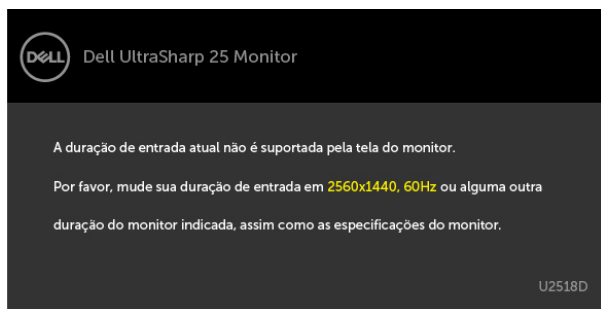 DELL Dell UltraSharp 25 Monitor
A duração de entrada atual não é suportada pela tela do monitor.
Por favor, mude sua duração de entrada em 2560x1440, 60Hz ou alguma outra
duração do monitor indicada, assim como as especificações do monitor.
U2518D